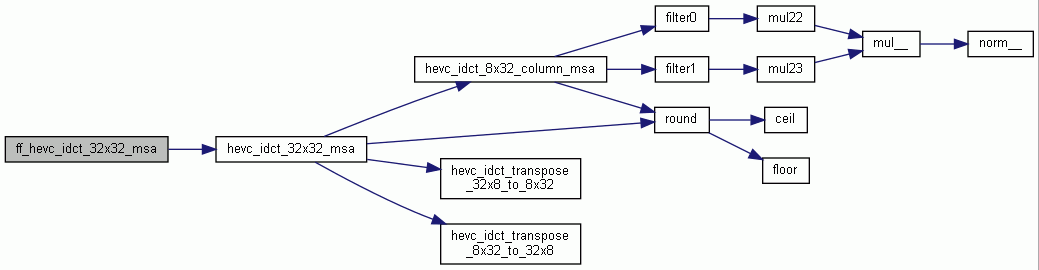 ff_hevc_idct_32x32_msa
hevc_idct_32x32_msa
hevc_idct_8x32_column_msa
filter0
mul22
mul__
norm__
filter1
mul23
round
ceil
floor
hevc_idct_transpose
_32x8_to_8x32
hevc_idct_transpose
_8x32_to_32x8